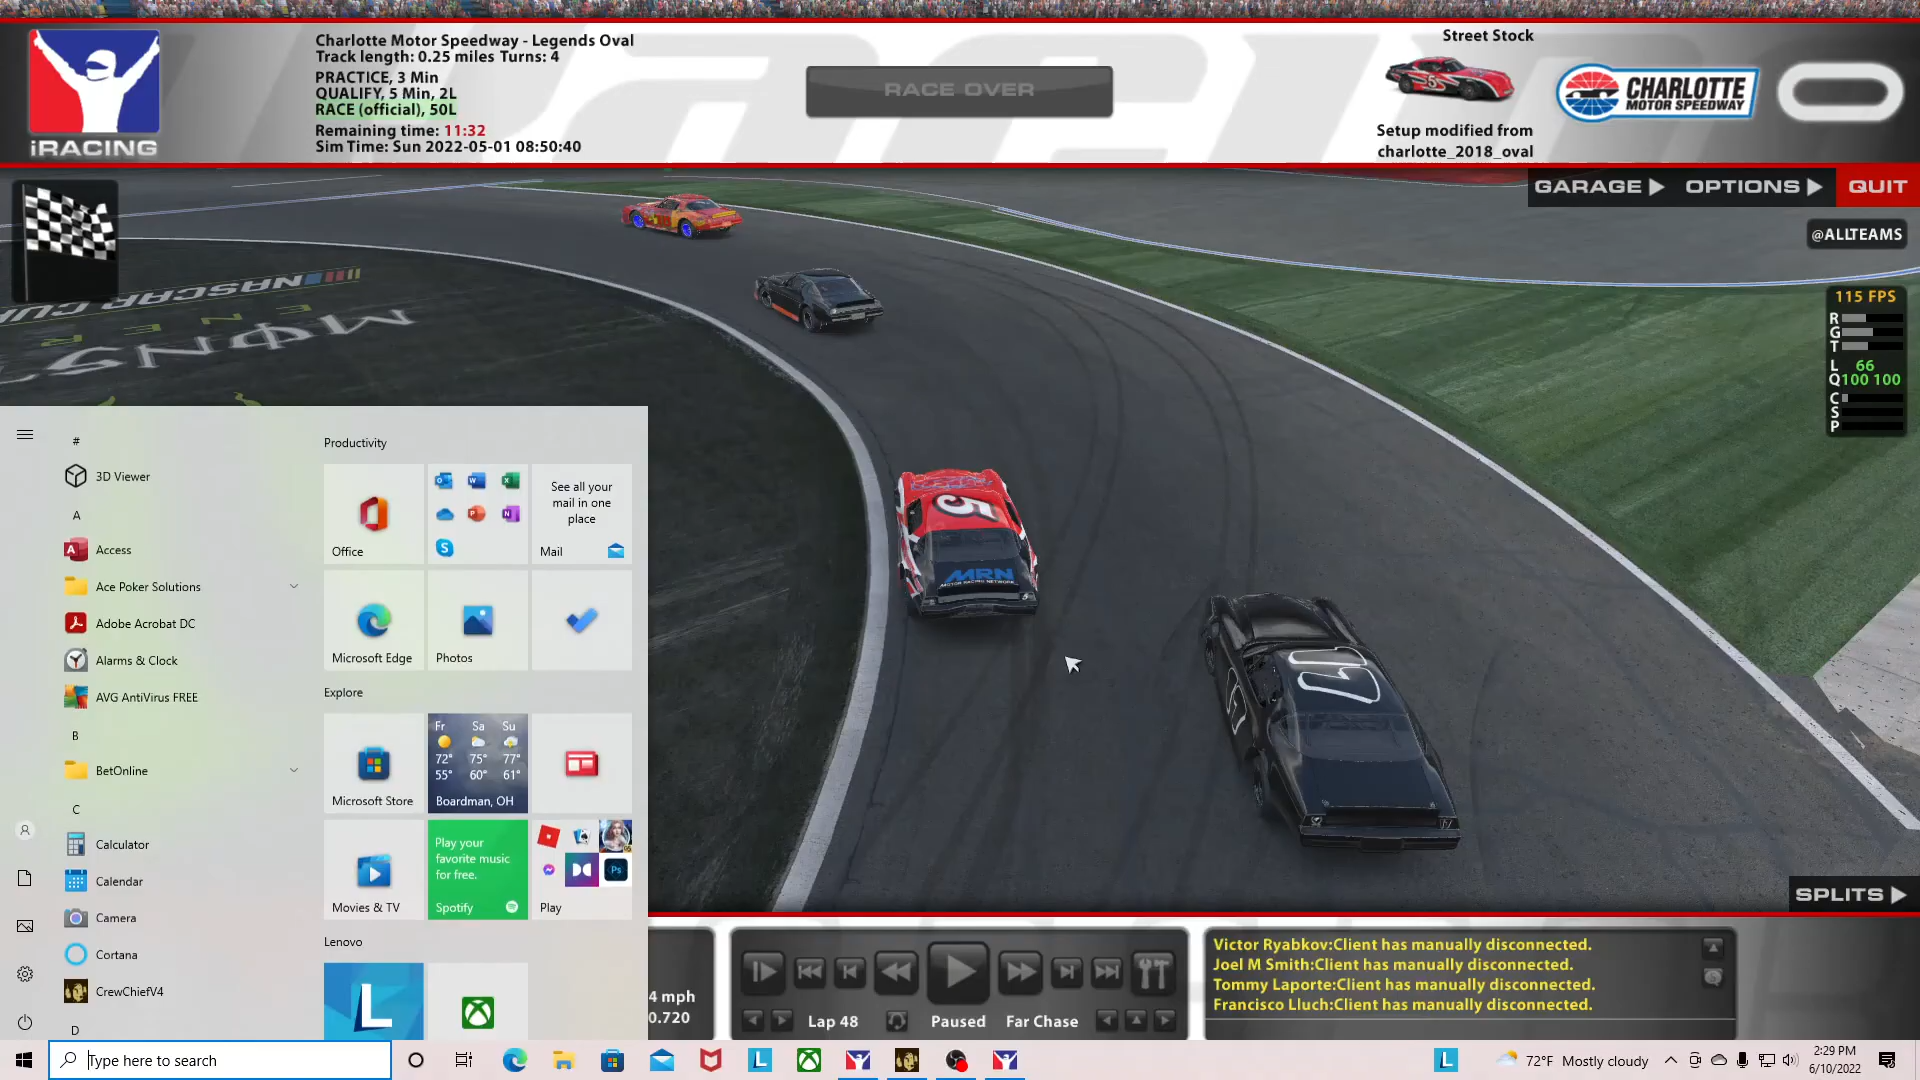 iRACING
Charlotte Motor Speedway - Legends Oval
Track length: 0.25 miles Turns: 4
PRACTICE, 3 Min
QUALIFY, 5 Min, 2L
RACE (official), 50L
Remaining time: 11:32
Sim Time: Sun 2022-05-01 08:50:40
RACE OVER
Street Stock
Setup modified from
charlotte_2018_oval
CHARLOTTE
MOTOR SPEEDWAY
GARAGE
OPTIONS
QUIT
@ALLTEAMS
115 FPS
R
G
T
L 66
Q 100 100
C
S
P
NASCAR CUP
5
MRN
MOTOR RACING NETWORK
#
3D Viewer
A
Access
Ace Poker Solutions
Adobe Acrobat DC
Alarms & Clock
AVG AntiVirus FREE
B
BetOnline
C
Calculator
Calendar
Camera
Cortana
CrewChiefV4
D
Productivity
Office
See all your
mail in one
place
Mail
Microsoft Edge
Photos
Explore
Microsoft Store
Fr Sa Su
72° 75° 77°
55° 60° 61°
Boardman, OH
Movies & TV
Play your
favorite music
for free.
Spotify
Ps
Play
Lenovo
L
SPLITS
4 mph
0.720
Lap 48
Paused
Far Chase
Victor Ryabkov:Client has manually disconnected.
Joel M Smith:Client has manually disconnected.
Tommy Laporte:Client has manually disconnected.
Francisco Lluch:Client has manually disconnected.
Type here to search
L
L
72°F Mostly cloudy
2:29 PM
6/10/2022